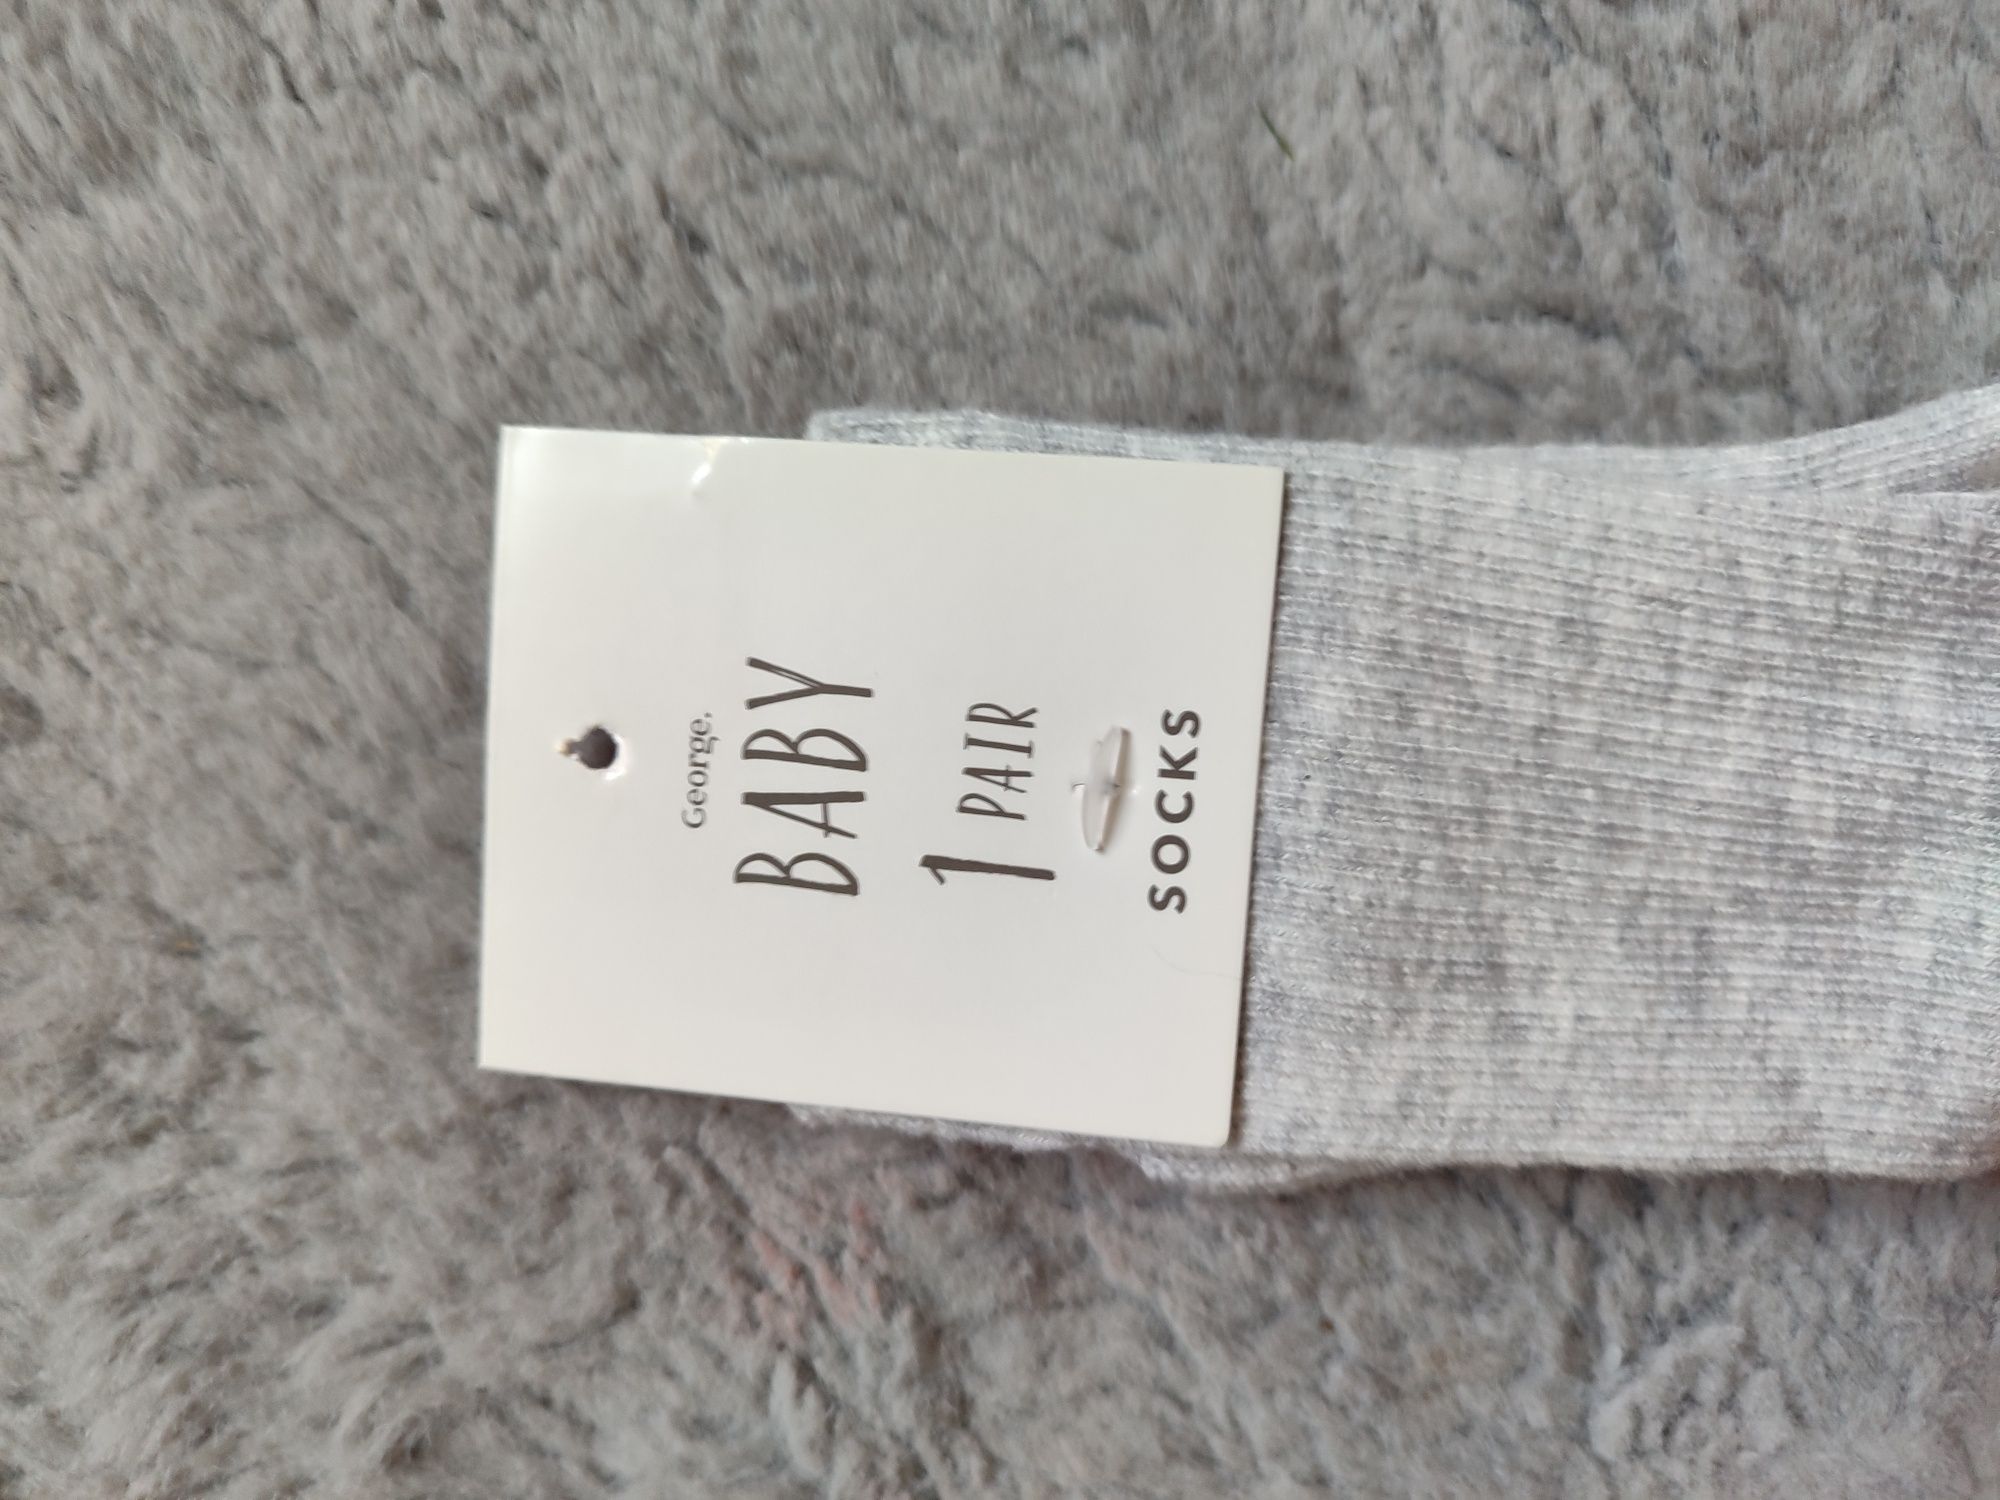 George.
BABY
1 PAIR
SOCKS